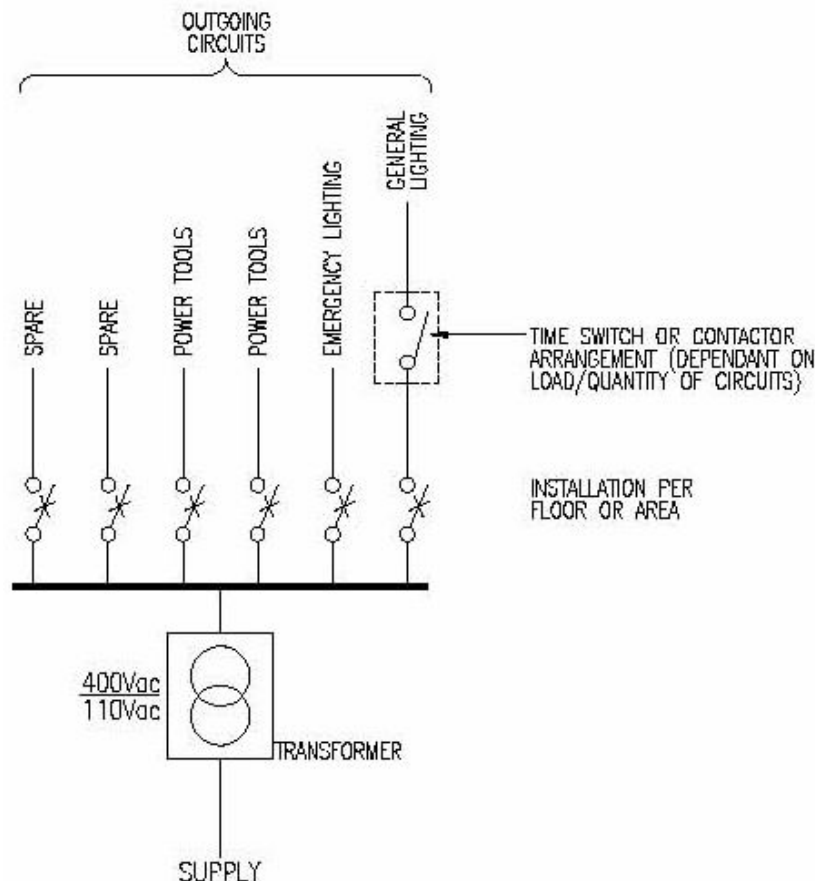 OUTGOING
CIRCUITS
GENERAL
LIGHTING
SPARE
SPARE
POWER TOOLS
POWER TOOLS
EMERGENCY LIGHTING
TIME SWITCH OR CONTACTOR
ARRANGEMENT (DEPENDANT ON
LOAD/QUANTITY OF CIRCUITS)
INSTALLATION PER
FLOOR OR AREA
400Vac
110Vac
TRANSFORMER
SUPPLY